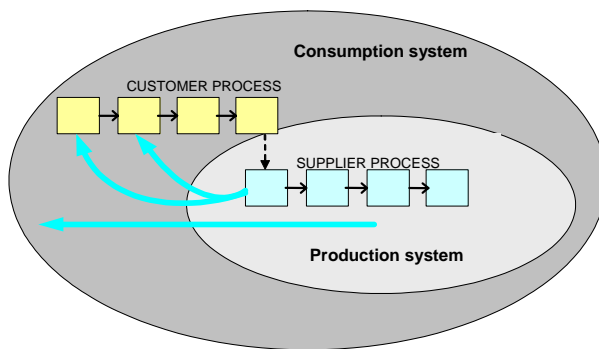 Consumption system
CUSTOMER PROCESS
SUPPLIER PROCESS
Production system